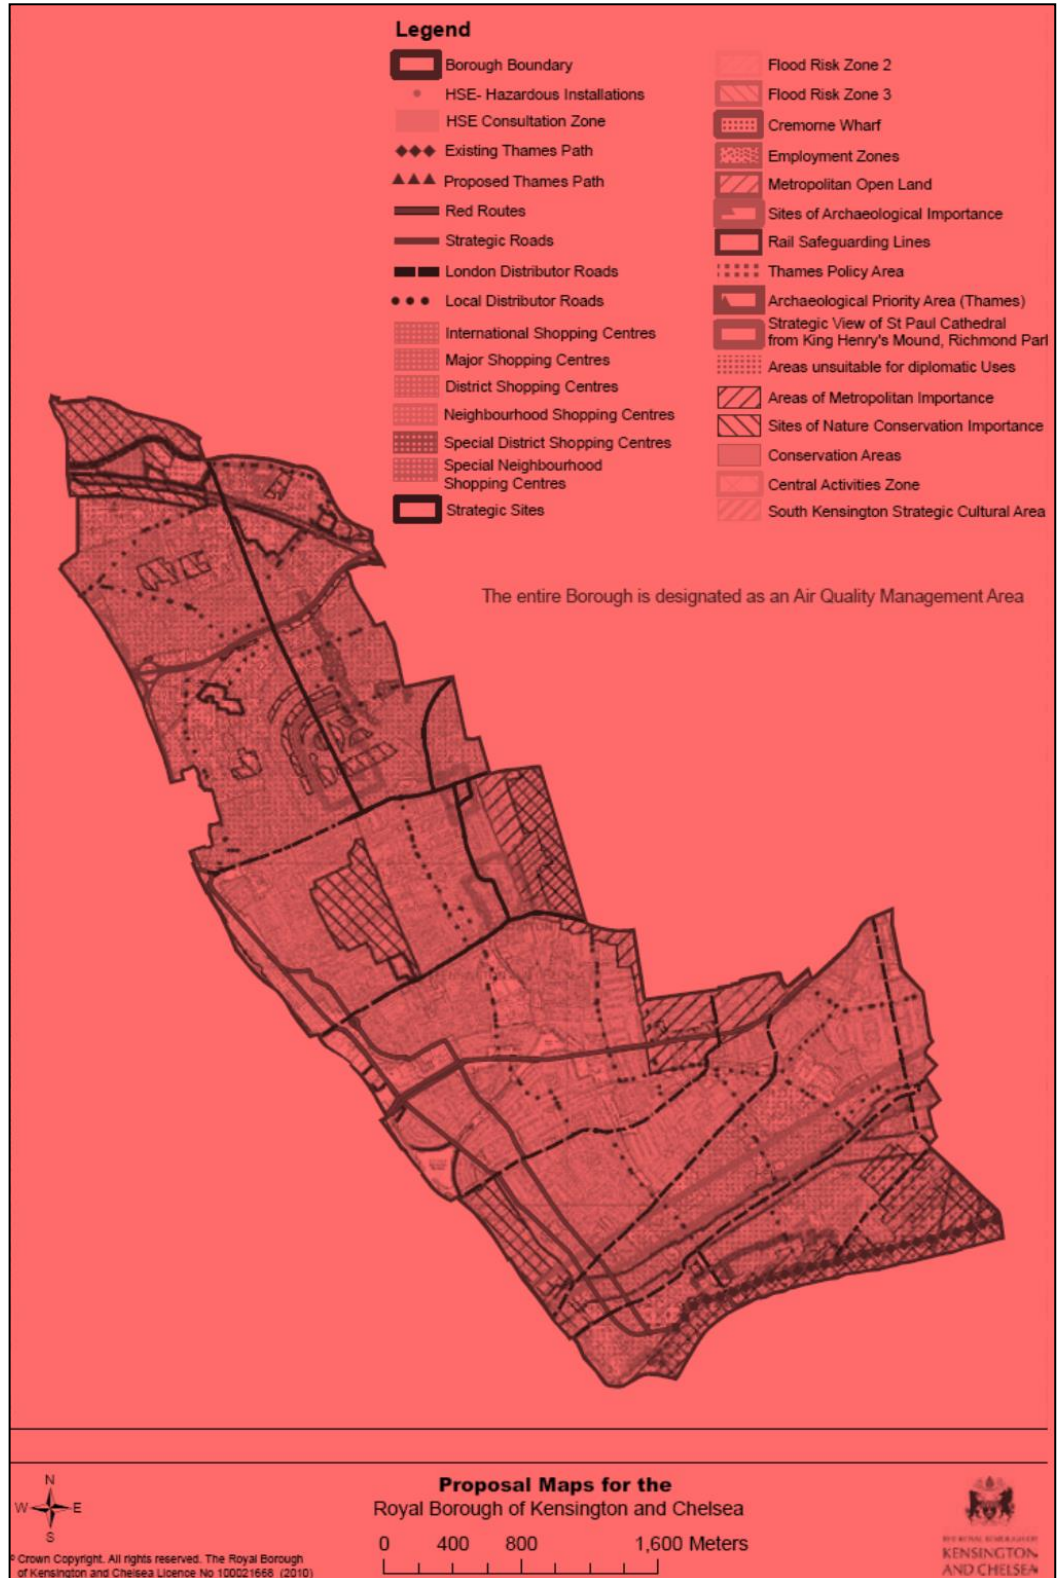 Legend
Borough Boundary
HSE- Hazardous Installations
HSE Consultation Zone
Existing Thames Path
Proposed Thames Path
Red Routes
Strategic Roads
London Distributor Roads
Local Distributor Roads
International Shopping Centres
Major Shopping Centres
District Shopping Centres
Neighbourhood Shopping Centres
Special District Shopping Centres
Special Neighbourhood
Shopping Centres
Strategic Sites
Flood Risk Zone 2
Flood Risk Zone 3
Cremorne Wharf
Employment Zones
Metropolitan Open Land
Sites of Archaeological Importance
Rail Safeguarding Lines
Thames Policy Area
Archaeological Priority Area (Thames)
Strategic View of St Paul Cathedral
from King Henry's Mound, Richmond Parl
Areas unsuitable for diplomatic Uses
Areas of Metropolitan Importance
Sites of Nature Conservation Importance
Conservation Areas
Central Activities Zone
South Kensington Strategic Cultural Area
The entire Borough is designated as an Air Quality Management Area
N
W E
S
Proposal Maps for the
Royal Borough of Kensington and Chelsea
0 400 800 1,600 Meters
© Crown Copyright. All rights reserved. The Royal Borough
of Kensington and Chelsea Licence No 100021668 (2010)
THE ROYAL BOROUGH OF
KENSINGTON
AND CHELSEA